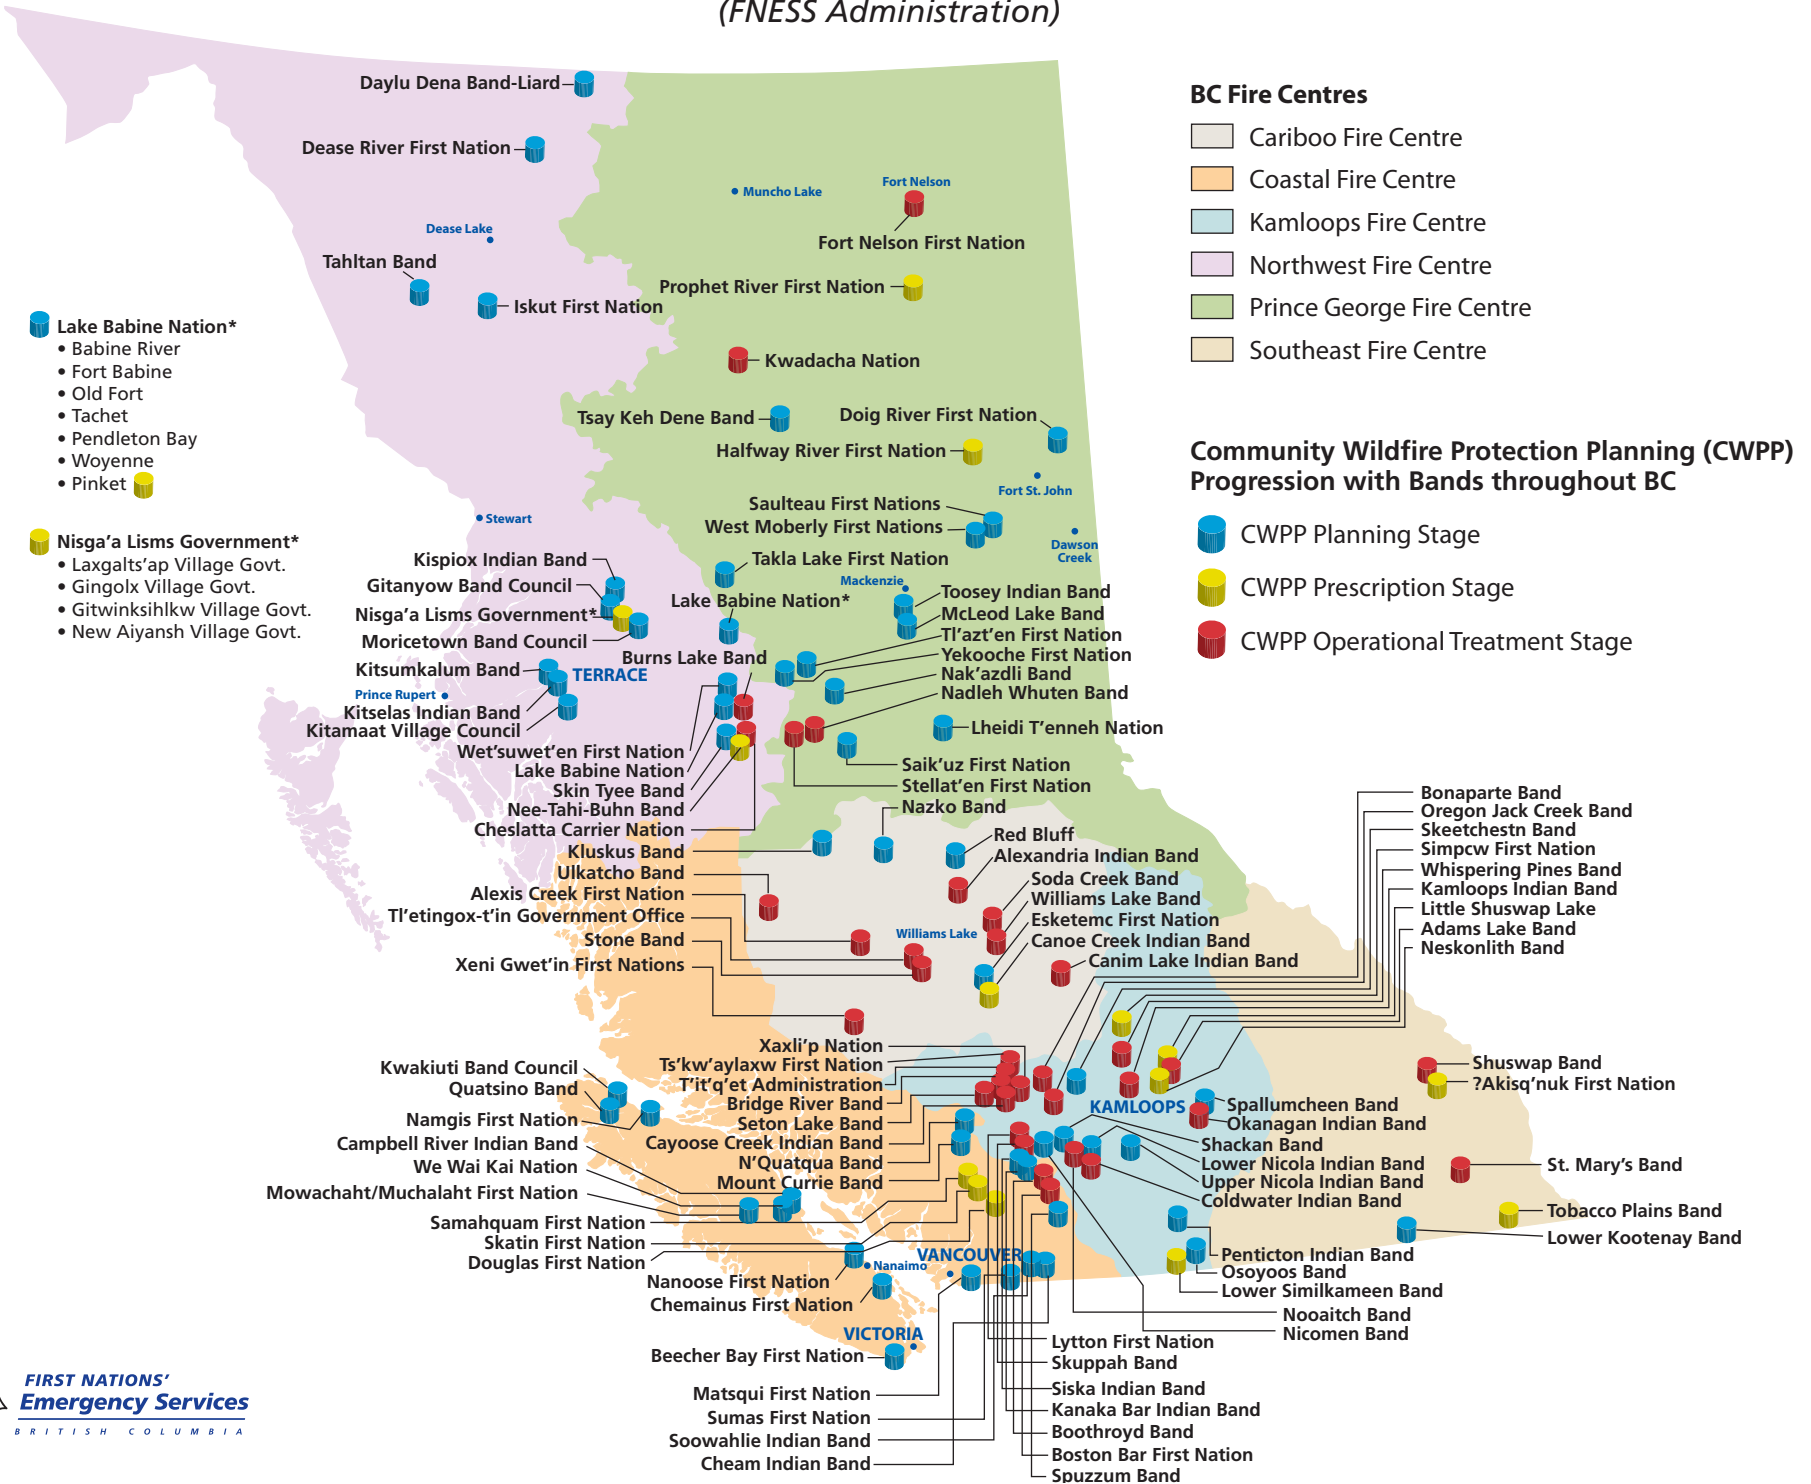 (FNESS Administration)
BC Fire Centres
Cariboo Fire Centre
Coastal Fire Centre
Kamloops Fire Centre
Northwest Fire Centre
Prince George Fire Centre
Southeast Fire Centre
Community Wildfire Protection Planning (CWPP)
Progression with Bands throughout BC
CWPP Planning Stage
CWPP Prescription Stage
CWPP Operational Treatment Stage
Lake Babine Nation*
• Babine River
• Fort Babine
• Old Fort
• Tachet
• Pendleton Bay
• Woyenne
• Pinket
Nisga'a Lisms Government*
• Laxgalts'ap Village Govt.
• Gingolx Village Govt.
• Gitwinksihlkw Village Govt.
• New Aiyansh Village Govt.
Daylu Dena Band-Liard
Dease River First Nation
Muncho Lake
Fort Nelson
Fort Nelson First Nation
Dease Lake
Tahltan Band
Iskut First Nation
Prophet River First Nation
Kwadacha Nation
Tsay Keh Dene Band
Doig River First Nation
Halfway River First Nation
Fort St. John
Saulteau First Nations
West Moberly First Nations
Dawson
Creek
Stewart
Kispiox Indian Band
Gitanyow Band Council
Nisga'a Lisms Government*
Moricetown Band Council
Kitsumkalum Band
TERRACE
Prince Rupert
Kitselas Indian Band
Kitamaat Village Council
Takla Lake First Nation
Mackenzie
Lake Babine Nation*
Toosey Indian Band
McLeod Lake Band
Tl'azt'en First Nation
Yekooche First Nation
Nak'azdli Band
Nadleh Whuten Band
Burns Lake Band
Lheidi T'enneh Nation
Wet'suwet'en First Nation
Lake Babine Nation
Skin Tyee Band
Nee-Tahi-Buhn Band
Cheslatta Carrier Nation
Saik'uz First Nation
Stellat'en First Nation
Nazko Band
Kluskus Band
Red Bluff
Alexandria Indian Band
Ulkatcho Band
Alexis Creek First Nation
Tl'etingox-t'in Government Office
Stone Band
Xeni Gwet'in First Nations
Soda Creek Band
Williams Lake Band
Esketemc First Nation
Williams Lake
Canoe Creek Indian Band
Canim Lake Indian Band
Bonaparte Band
Oregon Jack Creek Band
Skeetchestn Band
Simpcw First Nation
Whispering Pines Band
Kamloops Indian Band
Little Shuswap Lake
Adams Lake Band
Neskonlith Band
Xaxli'p Nation
Ts'kw'aylaxw First Nation
T'it'q'et Administration
Bridge River Band
Seton Lake Band
Cayoose Creek Indian Band
N'Quatqua Band
Mount Currie Band
Kwakiuti Band Council
Quatsino Band
Namgis First Nation
Campbell River Indian Band
We Wai Kai Nation
Mowachaht/Muchalaht First Nation
Samahquam First Nation
Skatin First Nation
Douglas First Nation
KAMLOOPS
Spallumcheen Band
Okanagan Indian Band
Shackan Band
Lower Nicola Indian Band
Upper Nicola Indian Band
Coldwater Indian Band
Shuswap Band
?Akisq'nuk First Nation
St. Mary's Band
Tobacco Plains Band
Lower Kootenay Band
Penticton Indian Band
Osoyoos Band
Lower Similkameen Band
Nooaitch Band
Nicomen Band
VANCOUVER
Nanaimo
Nanoose First Nation
Chemainus First Nation
VICTORIA
Beecher Bay First Nation
Matsqui First Nation
Sumas First Nation
Soowahlie Indian Band
Cheam Indian Band
Lytton First Nation
Skuppah Band
Siska Indian Band
Kanaka Bar Indian Band
Boothroyd Band
Boston Bar First Nation
Spuzzum Band
FIRST NATIONS'
Emergency Services
BRITISH COLUMBIA